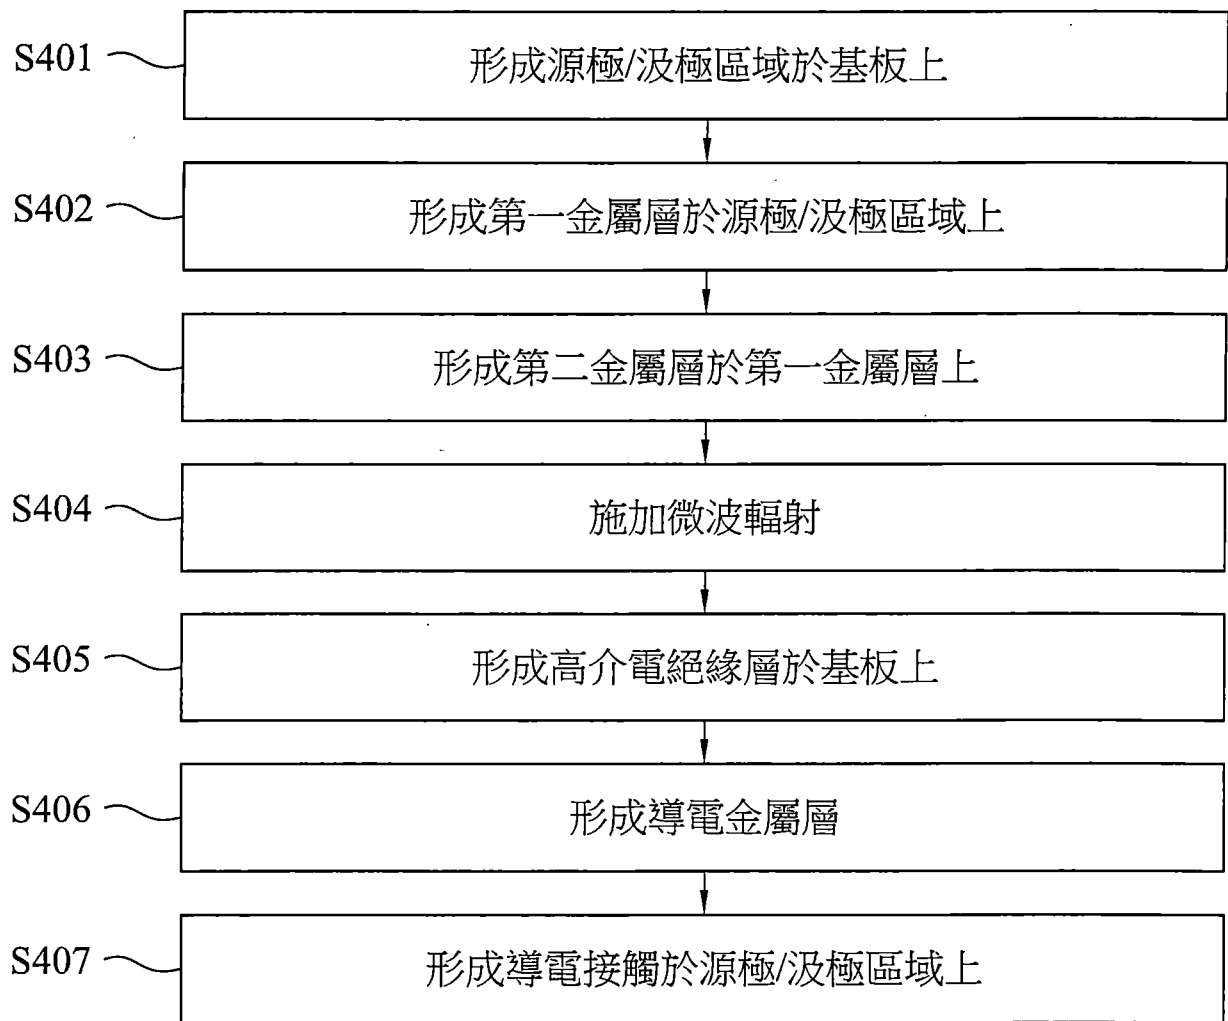 S401 形成源極/汲極區域於基板上
S402 形成第一金屬層於源極/汲極區域上
S403 形成第二金屬層於第一金屬層上
S404 施加微波輻射
S405 形成高介電絕緣層於基板上
S406 形成導電金屬層
S407 形成導電接觸於源極/汲極區域上